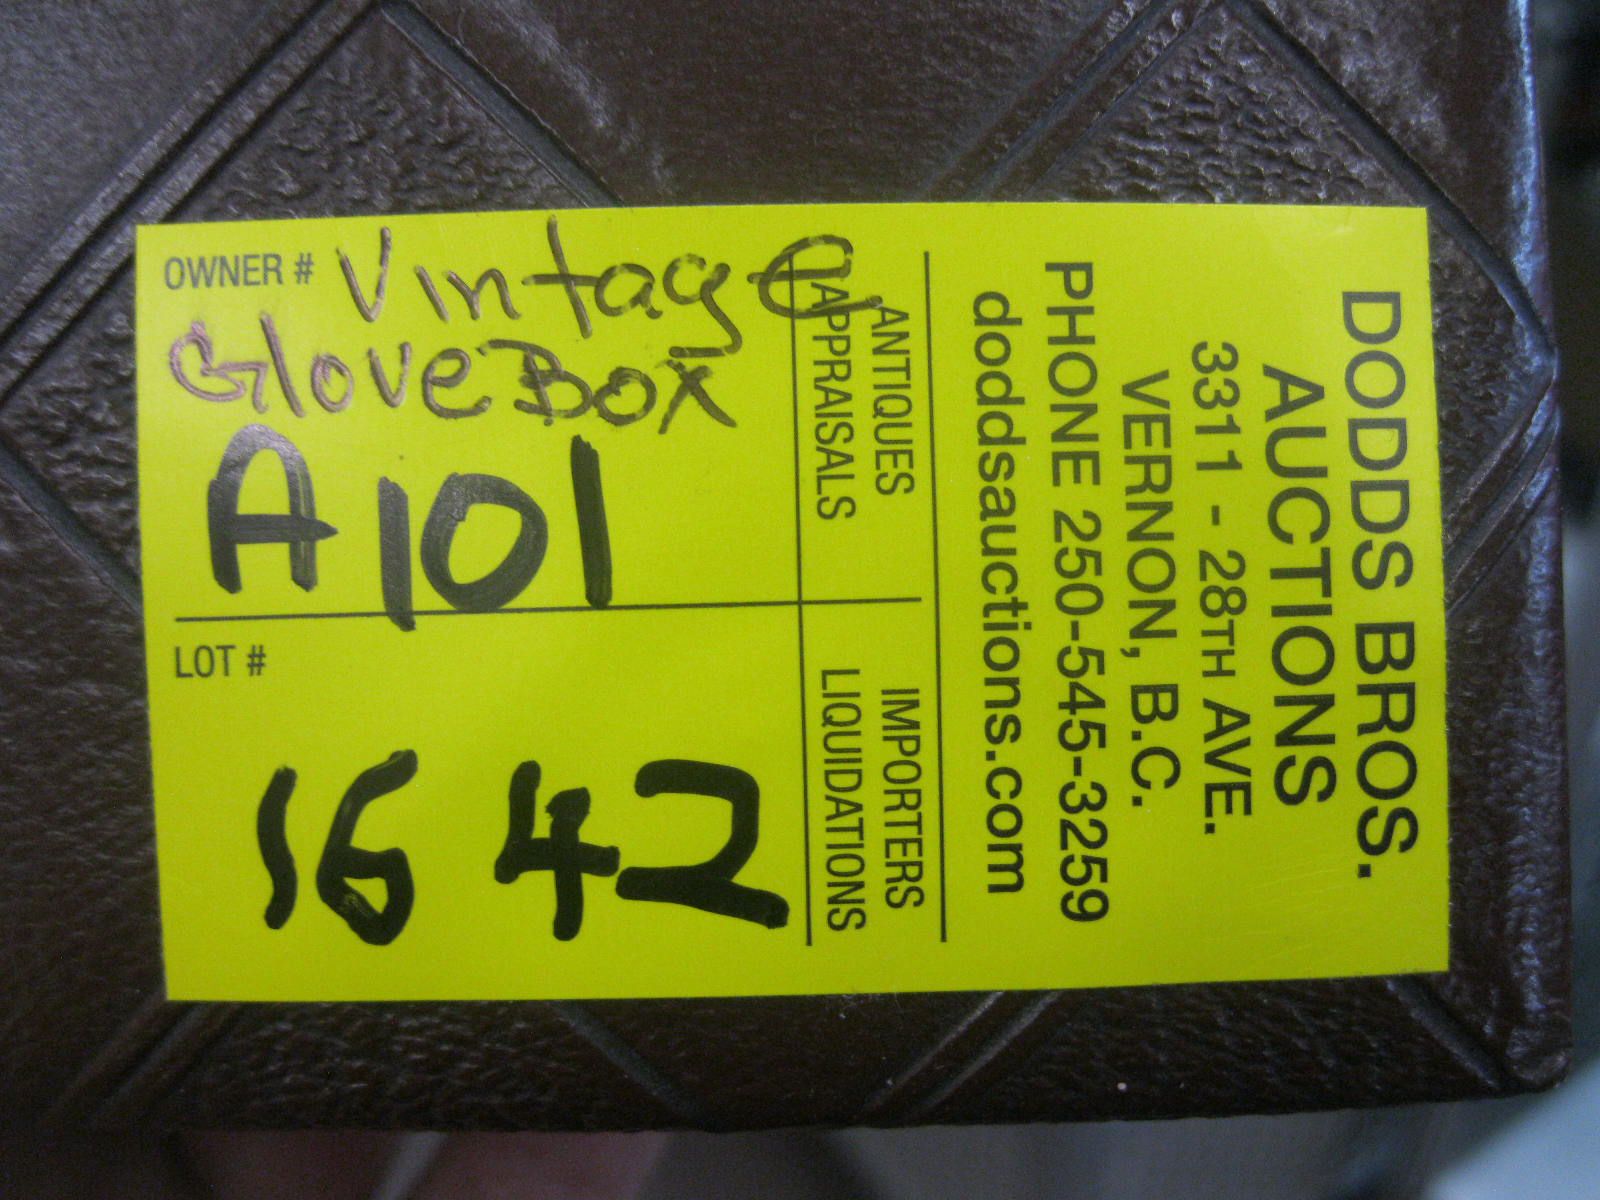 DODDS BROS.
AUCTIONS
3311 - 28TH AVE.
VERNON, B.C.
PHONE 250-545-3259
doddsauctions.com
ANTIQUES
APPRAISALS
IMPORTERS
LIQUIDATIONS
OWNER # Vintage
Glove Box
A101
LOT #